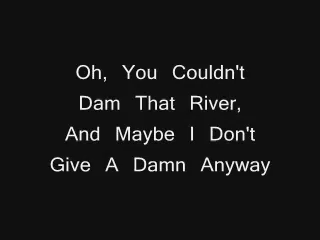 Oh, You Couldn't
Dam That River,
And Maybe I Don't
Give A Damn Anyway